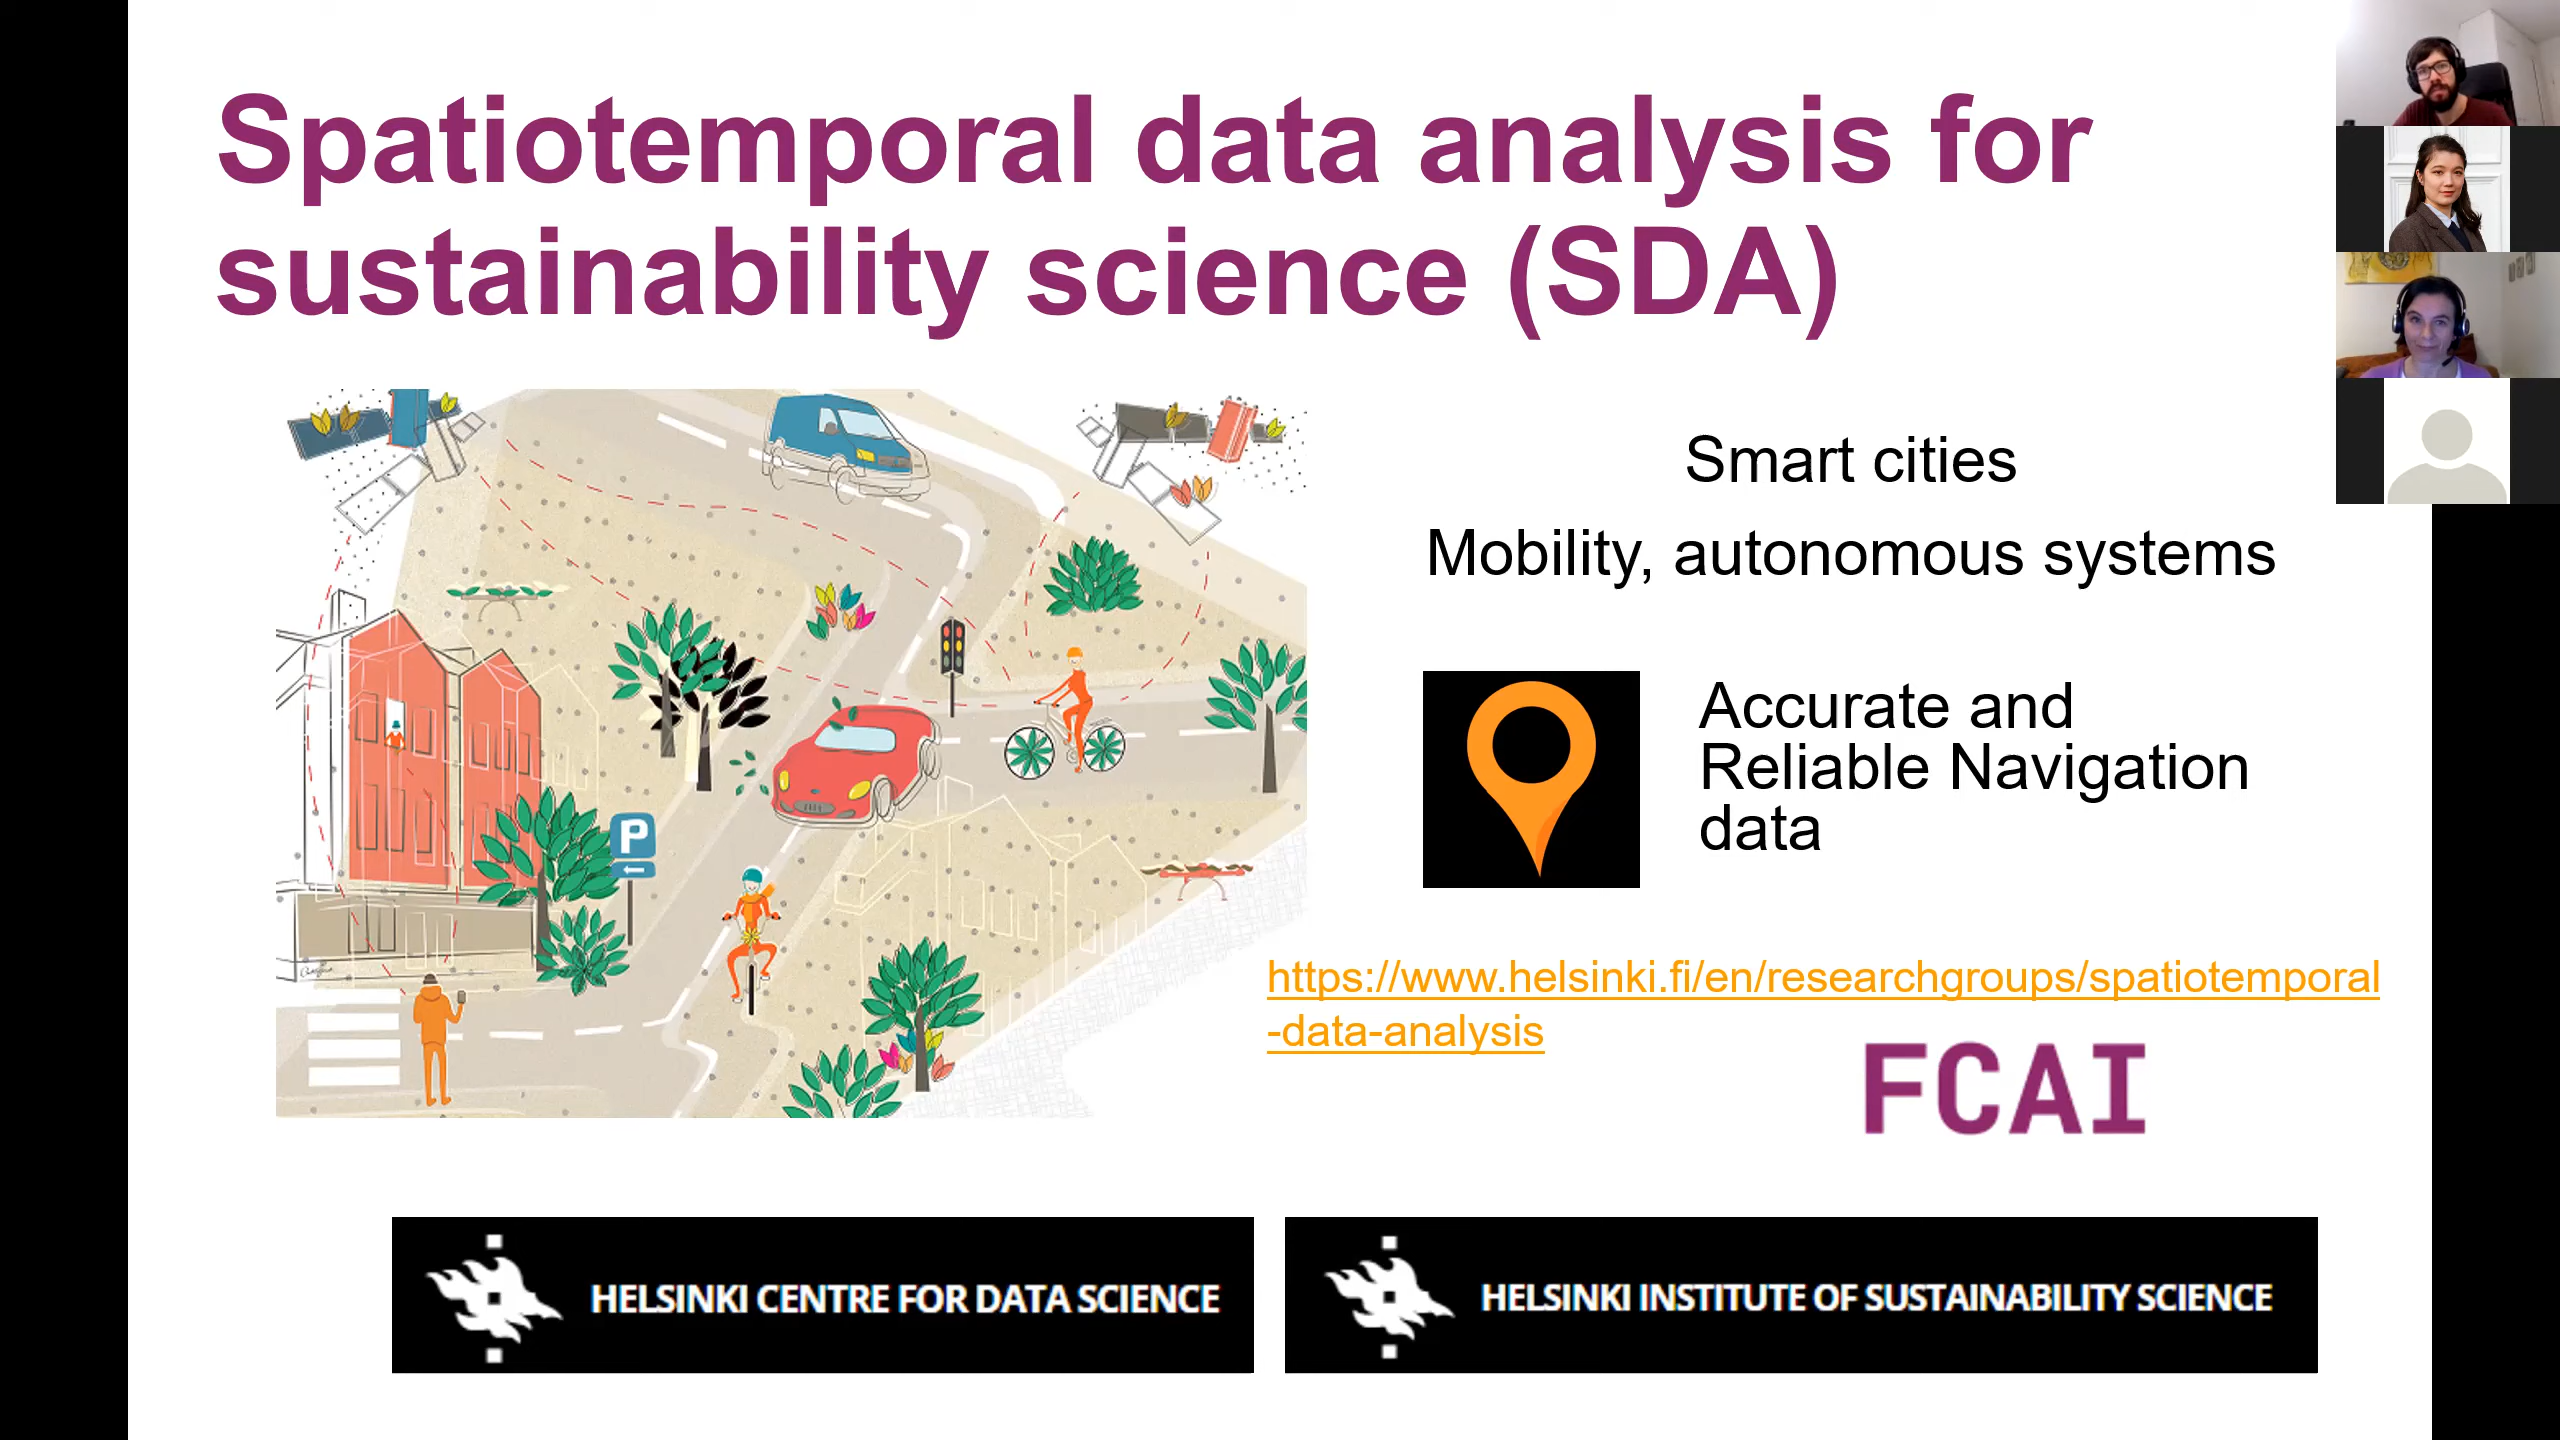 Spatiotemporal data analysis for
sustainability science (SDA)
Smart cities
Mobility, autonomous systems
Accurate and
Reliable Navigation
data
P
https://www.helsinki.fi/en/researchgroups/spatiotemporal
-data-analysis
FCAI
HELSINKI CENTRE FOR DATA SCIENCE
HELSINKI INSTITUTE OF SUSTAINABILITY SCIENCE